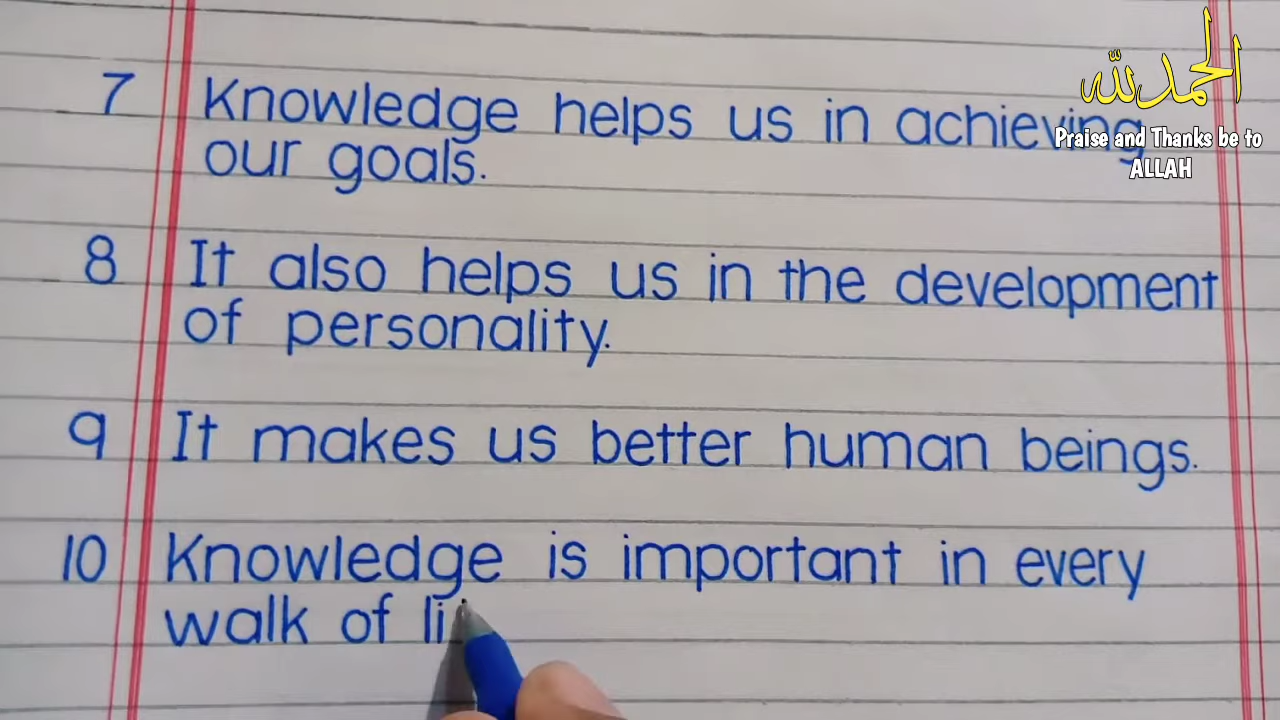 7 Knowledge helps us in achieving
our goals.
8 It also helps us in the development
of personality.
9 It makes us better human beings.
10 Knowledge is important in every
walk of li
الحمدلله
Praise and Thanks be to
ALLAH